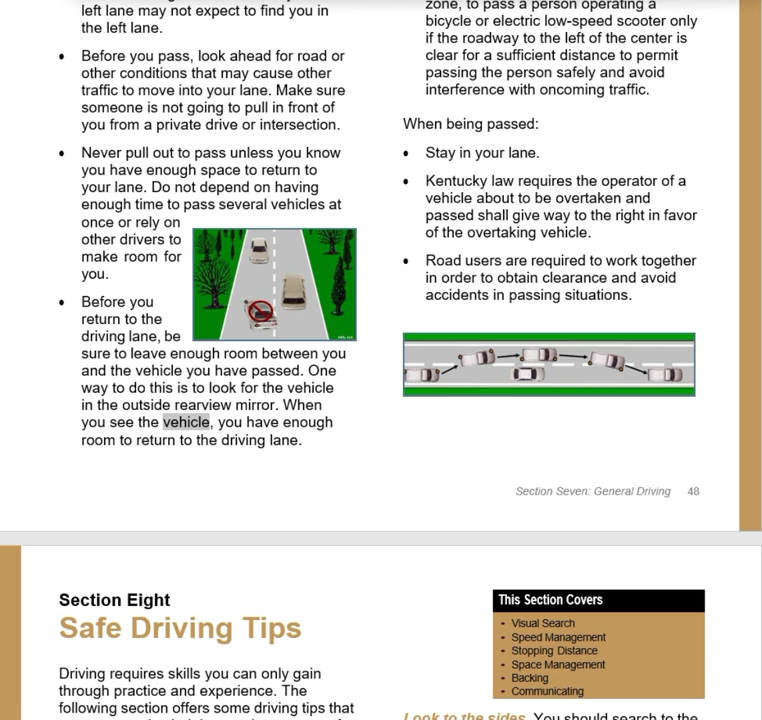 left lane may not expect to find you in
the left lane.
• Before you pass, look ahead for road or
other conditions that may cause other
traffic to move into your lane. Make sure
someone is not going to pull in front of
you from a private drive or intersection.
• Never pull out to pass unless you know
you have enough space to return to
your lane. Do not depend on having
enough time to pass several vehicles at
once or rely on
other drivers to
make room for
you.
• Before you
return to the
driving lane, be
sure to leave enough room between you
and the vehicle you have passed. One
way to do this is to look for the vehicle
in the outside rearview mirror. When
you see the vehicle, you have enough
room to return to the driving lane.
zone, to pass a person operating a
bicycle or electric low-speed scooter only
if the roadway to the left of the center is
clear for a sufficient distance to permit
passing the person safely and avoid
interference with oncoming traffic.
When being passed:
• Stay in your lane.
• Kentucky law requires the operator of a
vehicle about to be overtaken and
passed shall give way to the right in favor
of the overtaking vehicle.
• Road users are required to work together
in order to obtain clearance and avoid
accidents in passing situations.
Section Seven: General Driving 48
Section Eight
Safe Driving Tips
Driving requires skills you can only gain
through practice and experience. The
following section offers some driving tips that
This Section Covers
• Visual Search
• Speed Management
• Stopping Distance
• Space Management
• Backing
• Communicating
Look to the sides. You should search to the